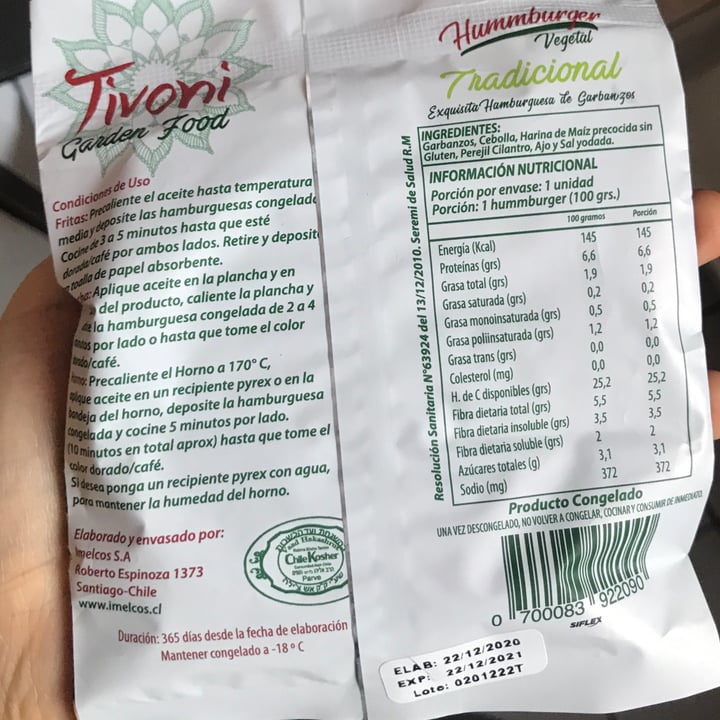 Tivoni
Garden Food
Condiciones de Uso
Fritas: Precaliente el aceite hasta temperatura
media y deposite las hamburguesas congelad
Cocine de 3 a 5 minutos hasta que esté
dorada/café por ambos lados. Retire y deposit
toalla de papel absorbente.
Aplique aceite en la plancha y en
del producto, caliente la plancha y
la hamburguesa congelada de 2 a 4
por lado o hasta que tome el color
/café.
Precaliente el Horno a 170° C,
aceite en un recipiente pyrex o en la
bandeja del horno, deposite la hamburguesa
congelada y cocine 5 minutos por lado.
(10 minutos en total aprox) hasta que tome el
color dorado/café.
Si desea ponga un recipiente pyrex con agua,
para mantener la humedad del horno.
Elaborado y envasado por:
Imelcos S.A
Roberto Espinoza 1373
Santiago-Chile
www.imelcos.cl
Vaad Hakashrut
Chile Kosher
Parve
Duración: 365 días desde la fecha de elaboración
Mantener congelado a -18 ° C
Hummburger
Vegetal
Tradicional
Exquisita Hamburguesa de Garbanzos
INGREDIENTES:
Garbanzos, Cebolla, Harina de Maíz precocida sin
Gluten, Perejil Cilantro, Ajo y Sal yodada.
INFORMACIÓN NUTRICIONAL
Porción por envase: 1 unidad
Porción: 1 hummburger (100 grs.)
100 gramos Porción
Energía (Kcal) 145 145
Proteínas (grs) 6,6 6,6
Grasa total (grs) 1,9 1,9
Grasa saturada (grs) 0,2 0,2
Grasa monoinsaturada (grs) 0,5 0,5
Grasa poliinsaturada (grs) 1,2 1,2
Grasa trans (grs) 0,0 0,0
Colesterol (mg) 0,0 0,0
H. de C disponibles (grs) 25,2 25,2
Fibra dietaria total (grs) 5,5 5,5
Fibra dietaria insoluble (grs) 3,5 3,5
Fibra dietaria soluble (grs) 2 2
Azúcares totales (g) 3,1 3,1
Sodio (mg) 372 372
Resolución Sanitaria N°63924 del 13/12/2010. Seremi de Salud R.M
Producto Congelado
UNA VEZ DESCONGELADO, NO VOLVER A CONGELAR, COCINAR Y CONSUMIR DE INMEDIATO.
0 700083 922090
SIFLEX
ELAB: 22/12/2020
EXP: 22/12/2021
Lote: 0201222T